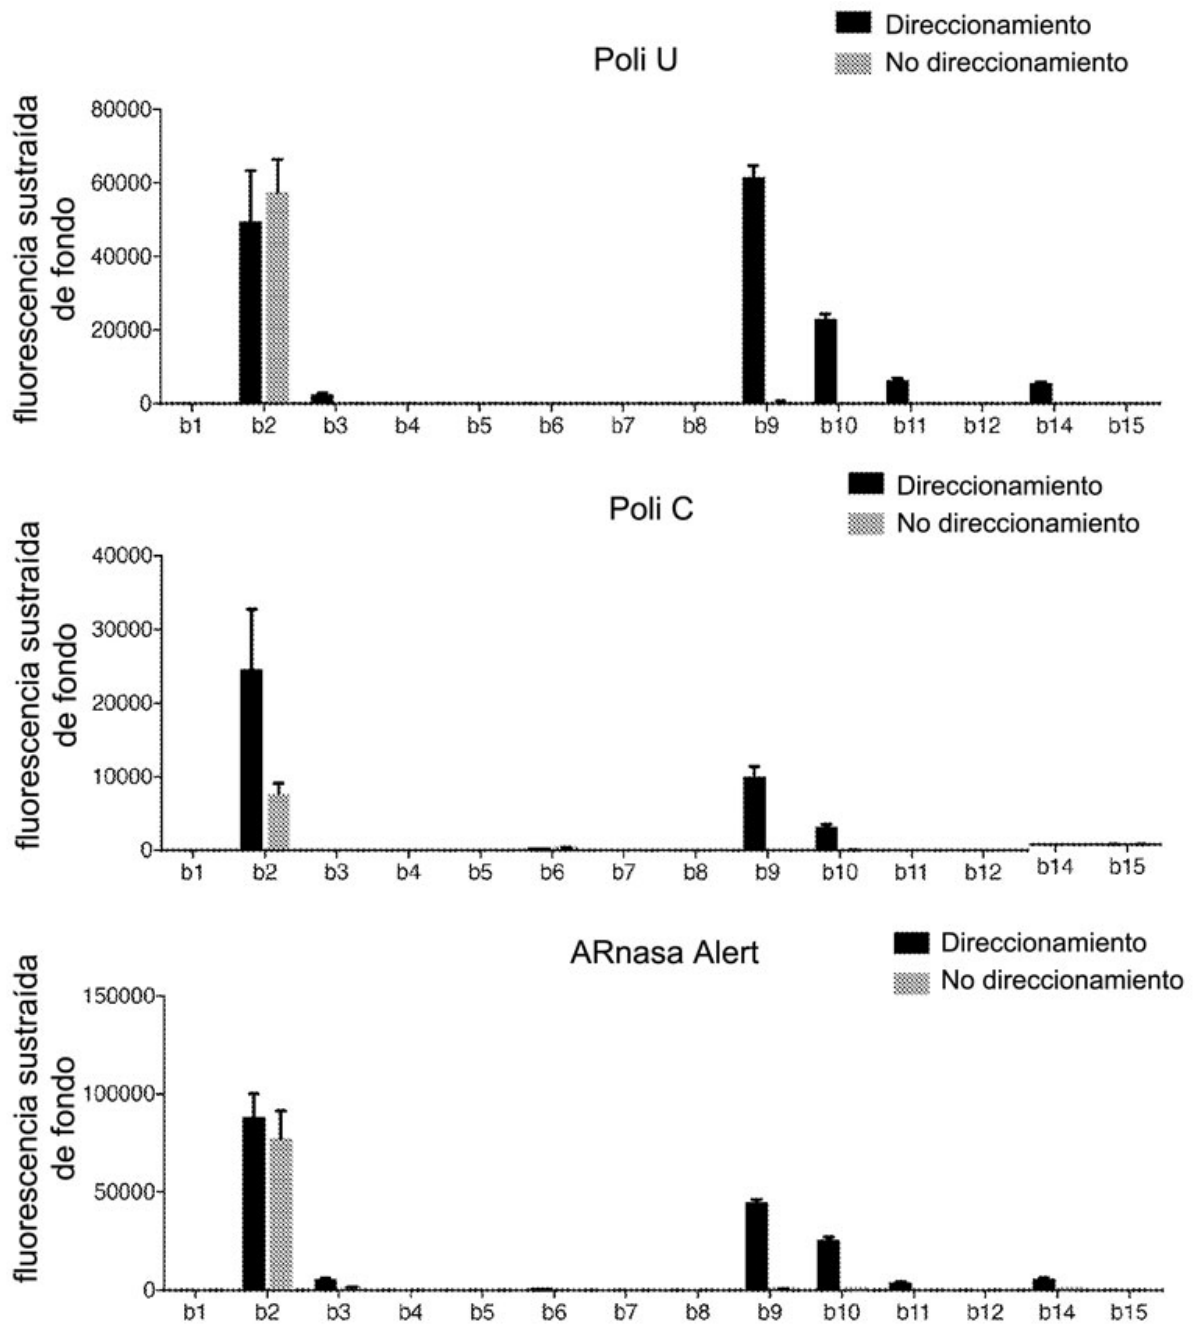 Poli U
Direccionamiento
No direccionamiento
fluorescencia sustraída
de fondo
80000
60000
40000
20000
0
b1 b2 b3 b4 b5 b6 b7 b8 b9 b10 b11 b12 b14 b15
Poli C
Direccionamiento
No direccionamiento
fluorescencia sustraída
de fondo
40000
30000
20000
10000
0
b1 b2 b3 b4 b5 b6 b7 b8 b9 b10 b11 b12 b14 b15
ARnasa Alert
Direccionamiento
No direccionamiento
fluorescencia sustraída
de fondo
150000
100000
50000
0
b1 b2 b3 b4 b5 b6 b7 b8 b9 b10 b11 b12 b14 b15